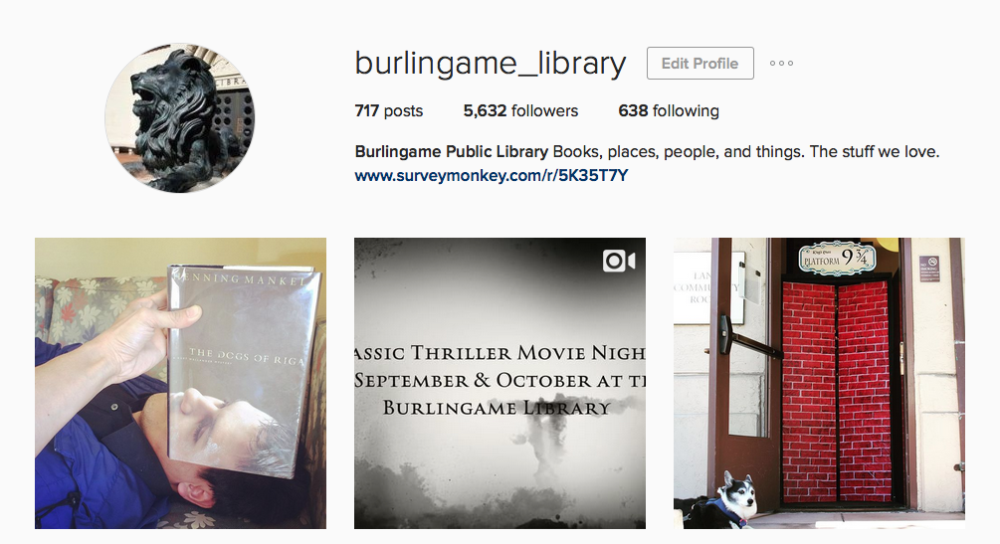 burlingame_library Edit Profile
717 posts 5,632 followers 638 following
Burlingame Public Library Books, places, people, and things. The stuff we love.
www.surveymonkey.com/r/5K35T7Y
NNING MANKEL
THE DOGS OF RIGA
ASSIC THRILLER MOVIE NIGH
SEPTEMBER & OCTOBER AT T
BURLINGAME LIBRARY
PLATFORM 9 ¾
LAN
COMMUNITY
ROO